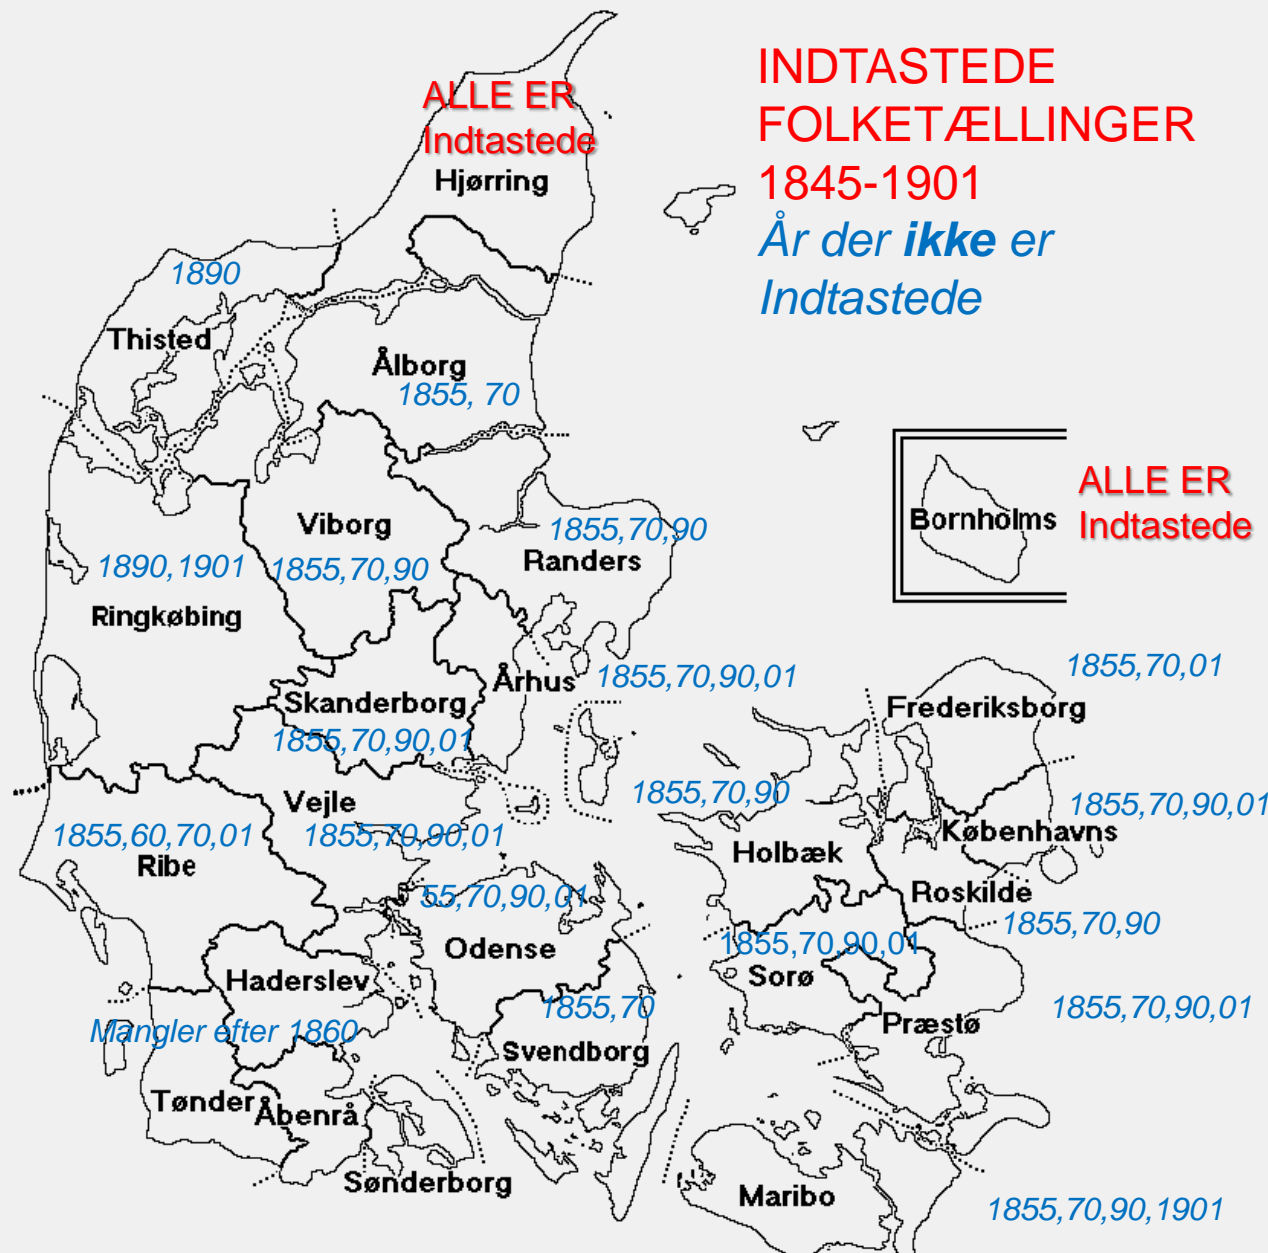 INDTASTEDE
FOLKETÆLLINGER
1845-1901
År der ikke er
Indtastede
ALLE ER
Indtastede
Hjørring
1890
Thisted
Ålborg
1855, 70
ALLE ER
Indtastede
Bornholms
Viborg
1855,70,90
1855,70,90
Randers
1890,1901
Ringkøbing
Århus
1855,70,90,01
Skanderborg
1855,70,90,01
1855,70,01
Frederiksborg
Vejle
1855,70,90,01
1855,60,70,01
Ribe
1855,70,90
Holbæk
1855,70,90,01
Københavns
Roskilde
1855,70,90
55,70,90,01
Odense
1855,70,90,01
Sorø
Haderslev
Mangler efter 1860
1855,70
Svendborg
1855,70,90,01
Præstø
Tønder
Åbenrå
Sønderborg
Maribo
1855,70,90,1901